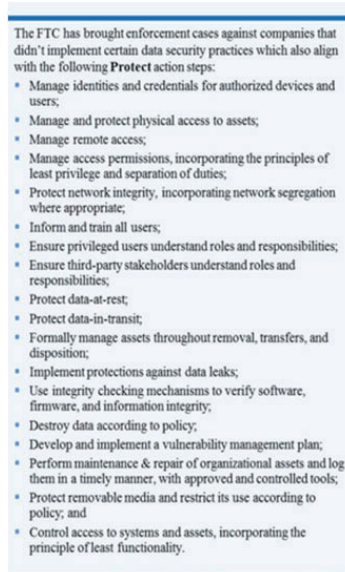 The FTC has brought enforcement cases against companies that
didn't implement certain data security practices which also align
with the following Protect action steps:
▪ Manage identities and credentials for authorized devices and
users;
▪ Manage and protect physical access to assets;
▪ Manage remote access;
▪ Manage access permissions, incorporating the principles of
least privilege and separation of duties;
▪ Protect network integrity, incorporating network segregation
where appropriate;
▪ Inform and train all users;
▪ Ensure privileged users understand roles and responsibilities;
▪ Ensure third-party stakeholders understand roles and
responsibilities;
▪ Protect data-at-rest;
▪ Protect data-in-transit;
▪ Formally manage assets throughout removal, transfers, and
disposition;
▪ Implement protections against data leaks;
▪ Use integrity checking mechanisms to verify software,
firmware, and information integrity;
▪ Destroy data according to policy;
▪ Develop and implement a vulnerability management plan;
▪ Perform maintenance & repair of organizational assets and log
them in a timely manner, with approved and controlled tools;
▪ Protect removable media and restrict its use according to
policy; and
▪ Control access to systems and assets, incorporating the
principle of least functionality.